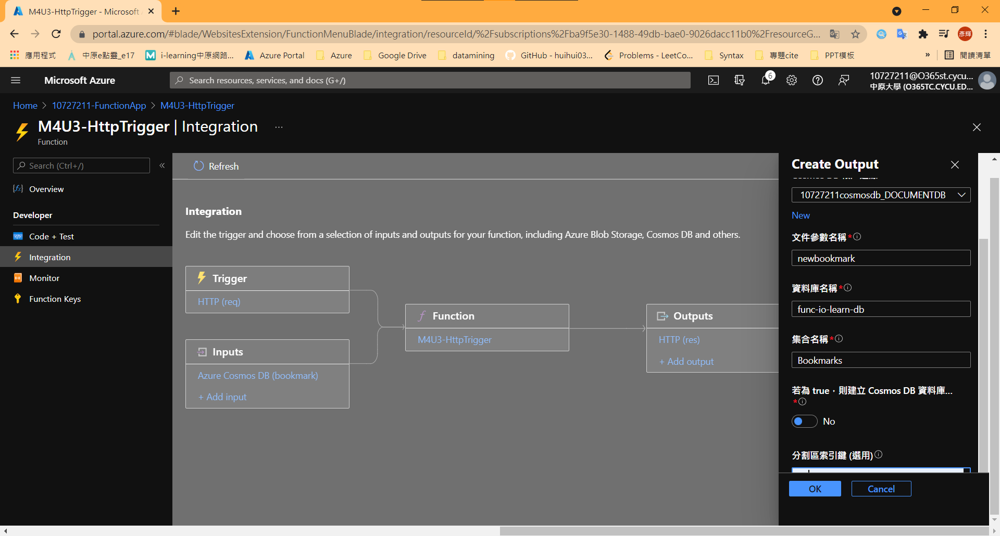 M4U3-HttpTrigger - Microsoft
portal.azure.com/#blade/WebsitesExtension/FunctionMenuBlade/integration/resourceId/%2Fsubscriptions%2Fba9f5e30-1488-49db-bae0-9026dacc11b0%2FresourceG...
彥輝
應用程式
中原e點靈_e17
i-learning中原網路...
Azure Portal
Azure
Google Drive
datamining
GitHub - huihui03...
Problems - LeetCo...
Syntax
專題cite
PPT模板
»
閱讀清單
Microsoft Azure
Search resources, services, and docs (G+/)
6
10727211@O365st.cycu...
中原大學 (O365TC.CYCU.ED...
Home > 10727211-FunctionApp > M4U3-HttpTrigger
M4U3-HttpTrigger | Integration ...
Function
Search (Ctrl+/)
«
Overview
Developer
Code + Test
Integration
Monitor
Function Keys
Refresh
Integration
Edit the trigger and choose from a selection of inputs and outputs for your function, including Azure Blob Storage, Cosmos DB and others.
Trigger
HTTP (req)
Inputs
Azure Cosmos DB (bookmark)
+ Add input
Function
M4U3-HttpTrigger
Outputs
HTTP (res)
+ Add output
Create Output
10727211cosmosdb_DOCUMENTDB
New
文件參數名稱*
newbookmark
資料庫名稱*
func-io-learn-db
集合名稱*
Bookmarks
若為 true，則建立 Cosmos DB 資料庫...
*
No
分割區索引鍵 (選用)
OK
Cancel